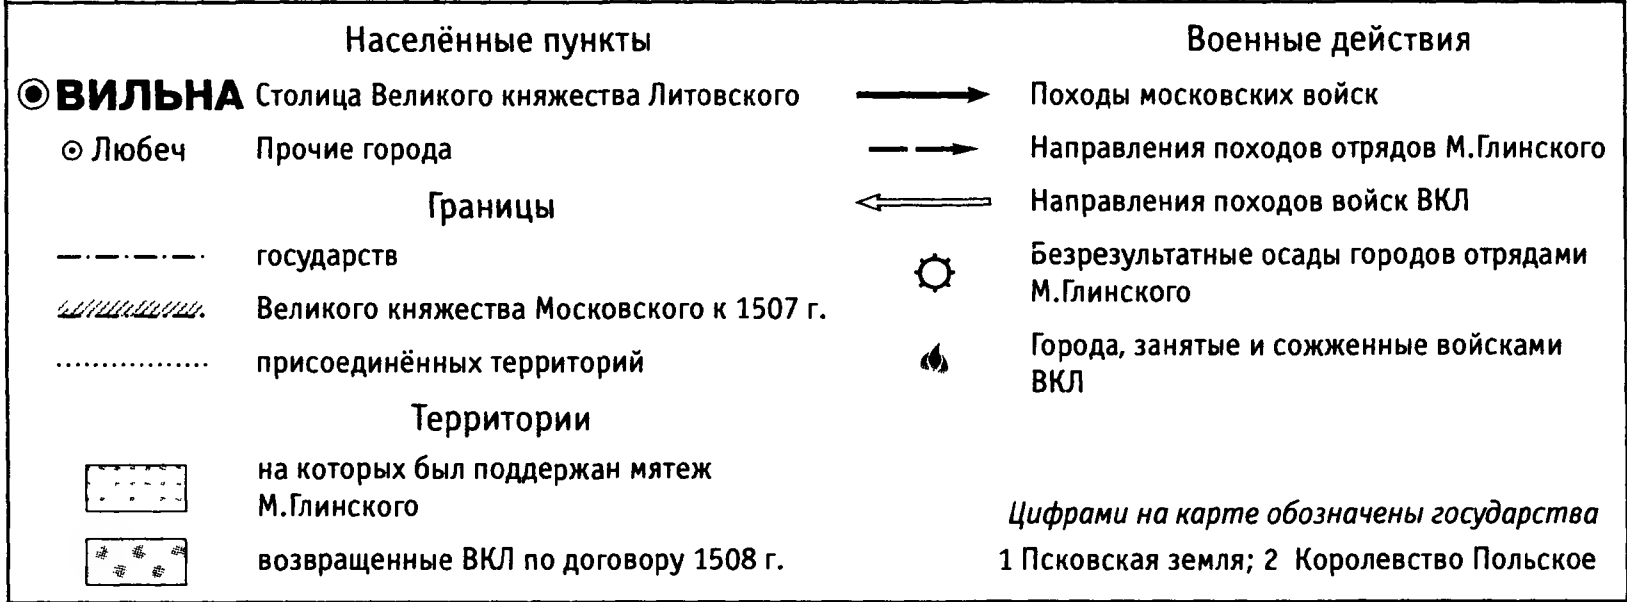 Населённые пункты
ВИЛЬНА Столица Великого княжества Литовского
Любеч Прочие города
Границы
государств
Великого княжества Московского к 1507 г.
присоединённых территорий
Территории
на которых был поддержан мятеж
М.Глинского
возвращенные ВКЛ по договору 1508 г.
Военные действия
Походы московских войск
Направления походов отрядов М.Глинского
Направления походов войск ВКЛ
Безрезультатные осады городов отрядами
М.Глинского
Города, занятые и сожженные войсками
ВКЛ
Цифрами на карте обозначены государства
1 Псковская земля; 2 Королевство Польское